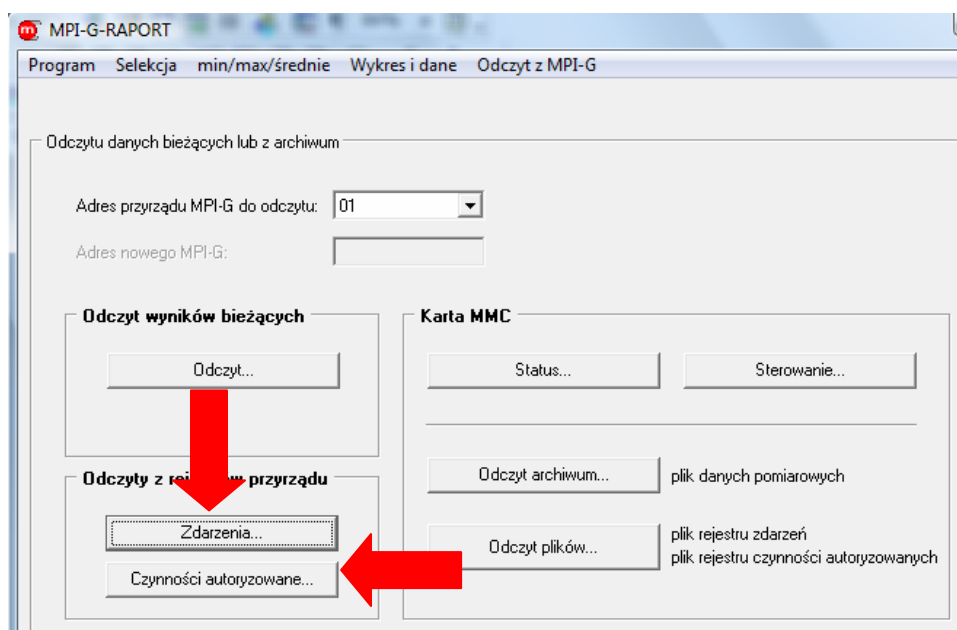 MPI-G-RAPORT
Program Selekcja min/max/średnie Wykres i dane Odczyt z MPI-G
Odczytu danych bieżących lub z archiwum
Adres przyrządu MPI-G do odczytu: 01
Adres nowego MPI-G:
Odczyt wyników bieżących
Odczyt...
Karta MMC
Status... Sterowanie...
Odczyty z przyrządu
Zdarzenia...
Czynności autoryzowane...
Odczyt archiwum... plik danych pomiarowych
Odczyt plików... plik rejestru zdarzeń
plik rejestru czynności autoryzowanych